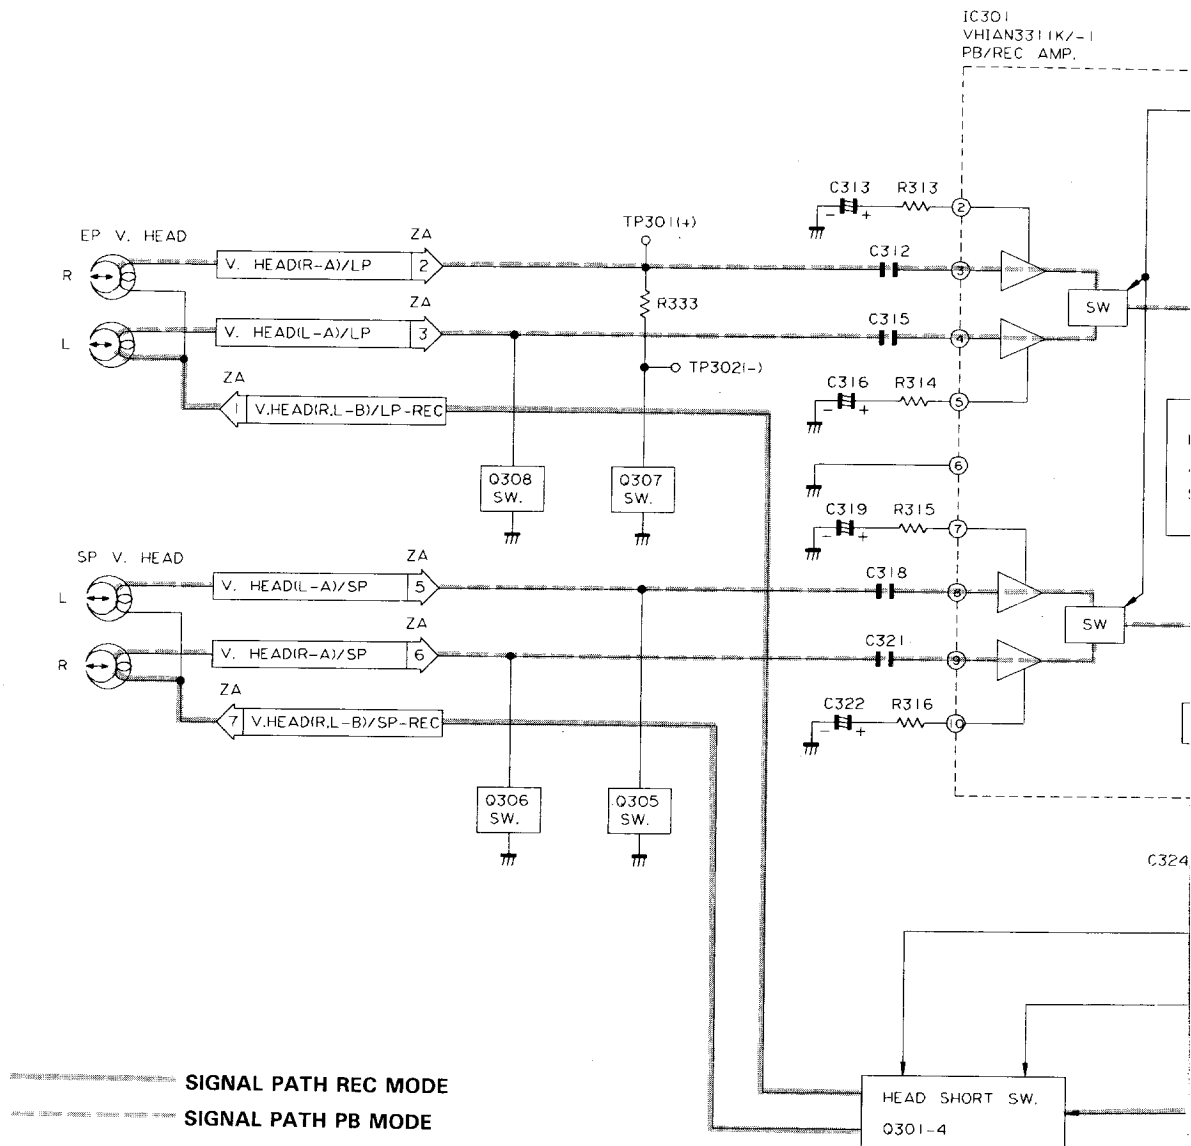 IC301
VHIAN3311K/-1
PB/REC AMP.
C313
R313
2
TP301(+)
EP V. HEAD
ZA
R
V. HEAD(R-A)/LP
2
C312
3
R333
SW
ZA
L
V. HEAD(L-A)/LP
3
C315
4
TP302(-)
ZA
C316
R314
5
1
V.HEAD(R,L-B)/LP-REC
6
Q308
SW.
Q307
SW.
C319
R315
7
SP V. HEAD
ZA
L
V. HEAD(L-A)/SP
5
C318
8
SW
ZA
R
V. HEAD(R-A)/SP
6
C321
9
ZA
C322
R316
10
7
V.HEAD(R,L-B)/SP-REC
Q306
SW.
Q305
SW.
C324
SIGNAL PATH REC MODE
SIGNAL PATH PB MODE
HEAD SHORT SW.
Q301-4